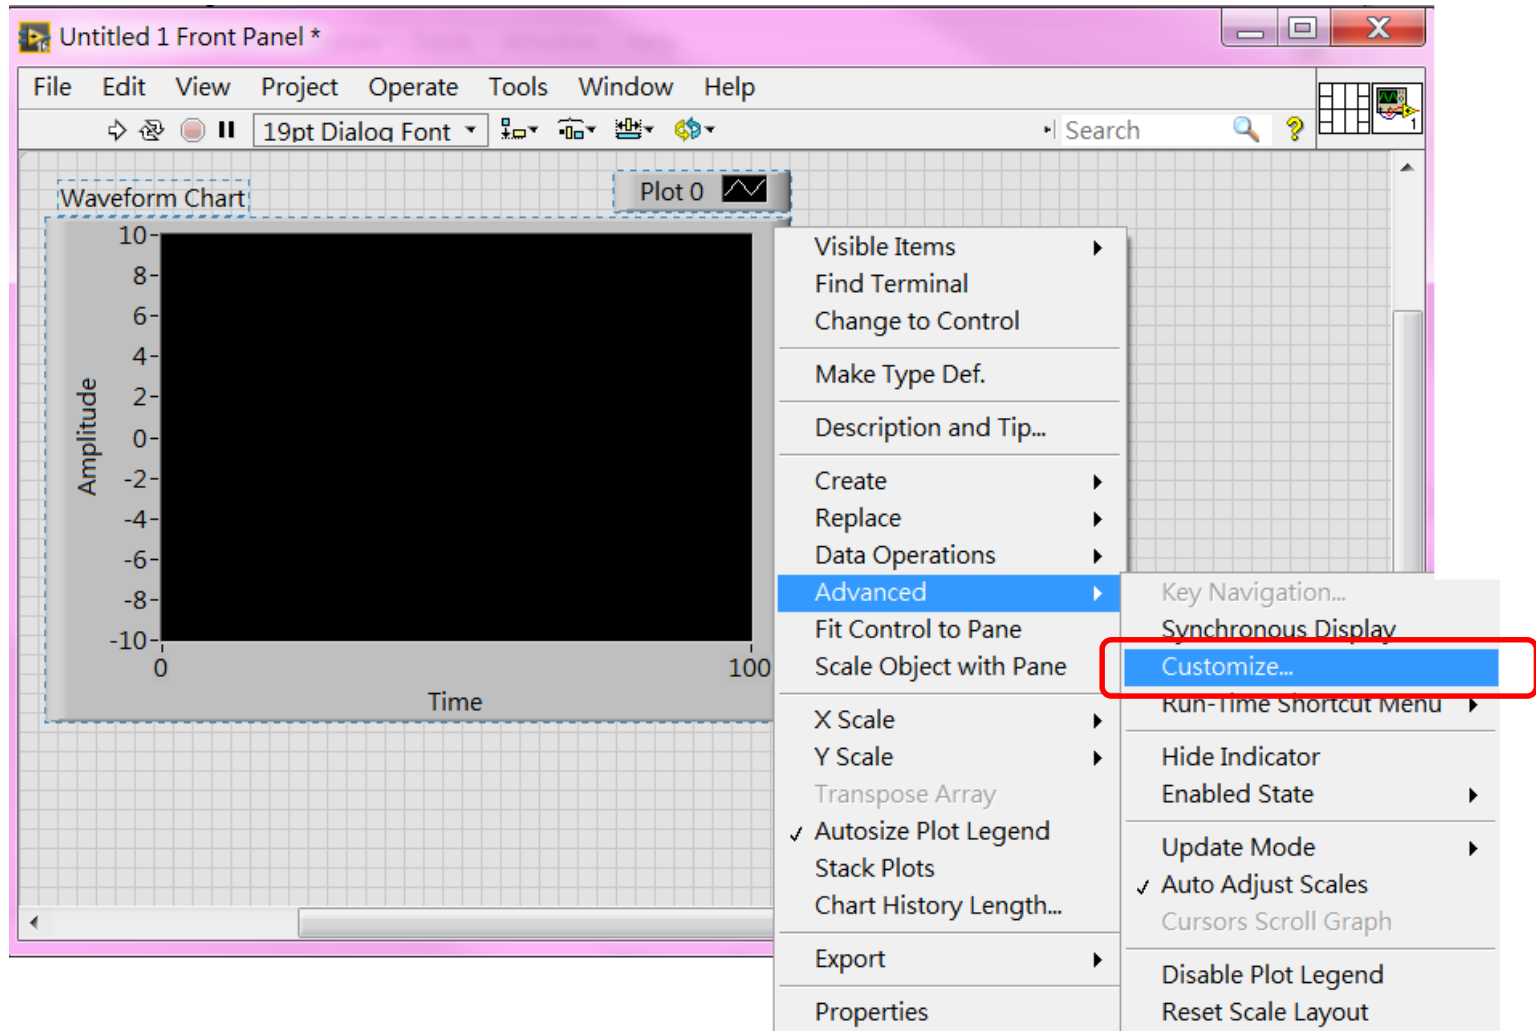 Untitled 1 Front Panel *
File Edit View Project Operate Tools Window Help
19pt Dialog Font
Search
?
1
Waveform Chart
Plot 0
10
8
6
4
2
0
-2
-4
-6
-8
-10
Amplitude
0
100
Time
Visible Items
Find Terminal
Change to Control
Make Type Def.
Description and Tip...
Create
Replace
Data Operations
Advanced
Fit Control to Pane
Scale Object with Pane
X Scale
Y Scale
Transpose Array
Autosize Plot Legend
Stack Plots
Chart History Length...
Export
Properties
Key Navigation...
Synchronous Display
Customize...
Run-Time Shortcut Menu
Hide Indicator
Enabled State
Update Mode
Auto Adjust Scales
Cursors Scroll Graph
Disable Plot Legend
Reset Scale Layout